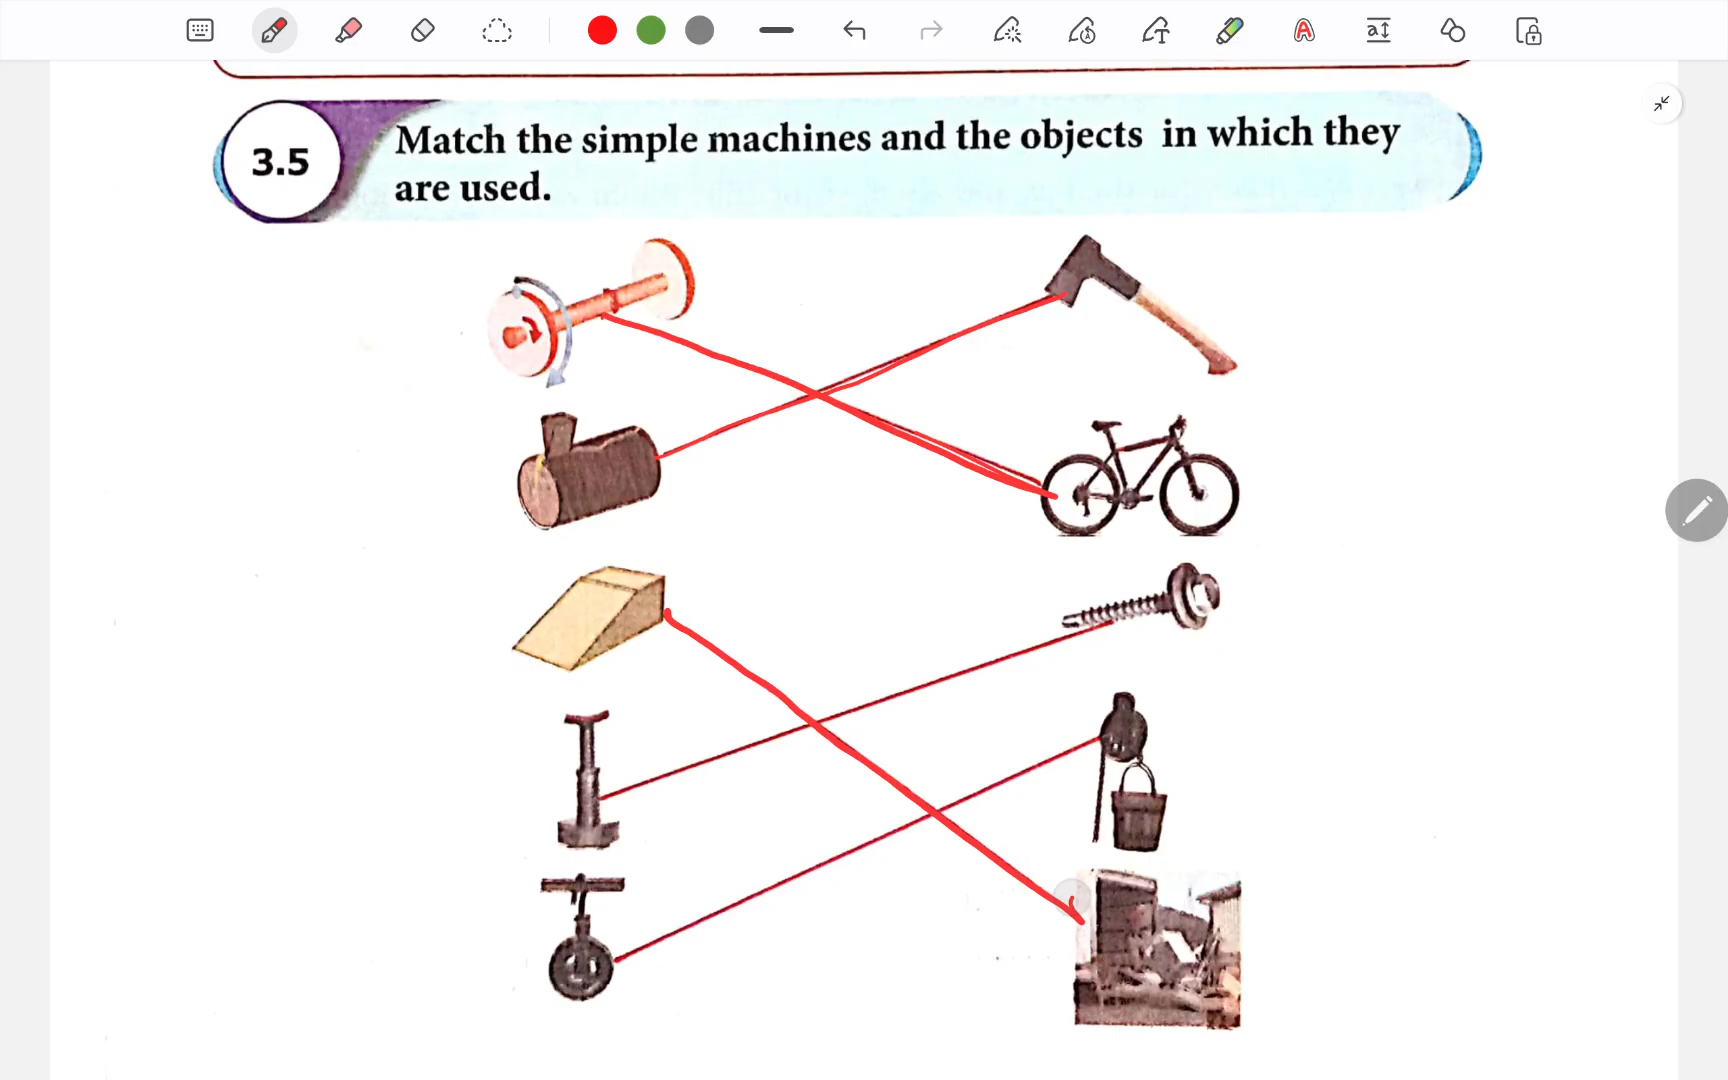 3.5
Match the simple machines and the objects in which they
are used.